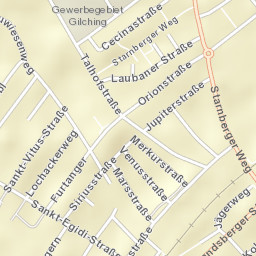 Gewerbegebiet
Gilching
Cecinastraße
Starnberger Weg
Laubaner Straße
Talhofstraße
Orionstraße
Jupiterstraße
Starnberger Weg
Sankt-Vitus-Straße
Lochackerweg
Furtanger
Siriusstraße
Marsstraße
Venusstraße
Merkurstraße
Sankt-Egidi-Straße
Jägerweg